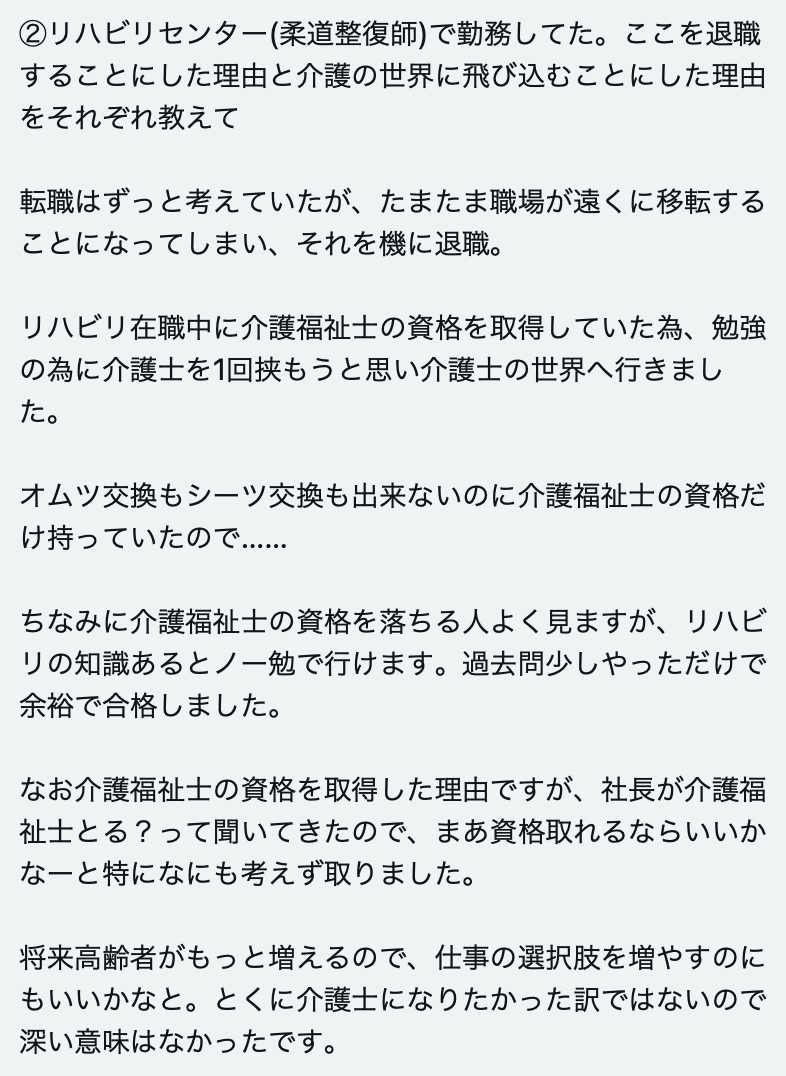 ②リハビリセンター(柔道整復師)で勤務してた。ここを退職
することにした理由と介護の世界に飛び込むことにした理由
をそれぞれ教えて
転職はずっと考えていたが、たまたま職場が遠くに移転する
ことになってしまい、それを機に退職。
リハビリ在職中に介護福祉士の資格を取得していた為、勉強
の為に介護士を1回挟もうと思い介護士の世界へ行きまし
た。
オムツ交換もシーツ交換も出来ないのに介護福祉士の資格だ
け持っていたので......
ちなみに介護福祉士の資格を落ちる人よく見ますが、リハビ
リの知識あるとノー勉で行けます。過去問少しやっただけで
余裕で合格しました。
なお介護福祉士の資格を取得した理由ですが、社長が介護福
祉士とる？って聞いてきたので、まあ資格取れるならいいか
なーと特になにも考えず取りました。
将来高齢者がもっと増えるので、仕事の選択肢を増やすのに
もいいかなと。とくに介護士になりたかった訳ではないので
深い意味はなかったです。